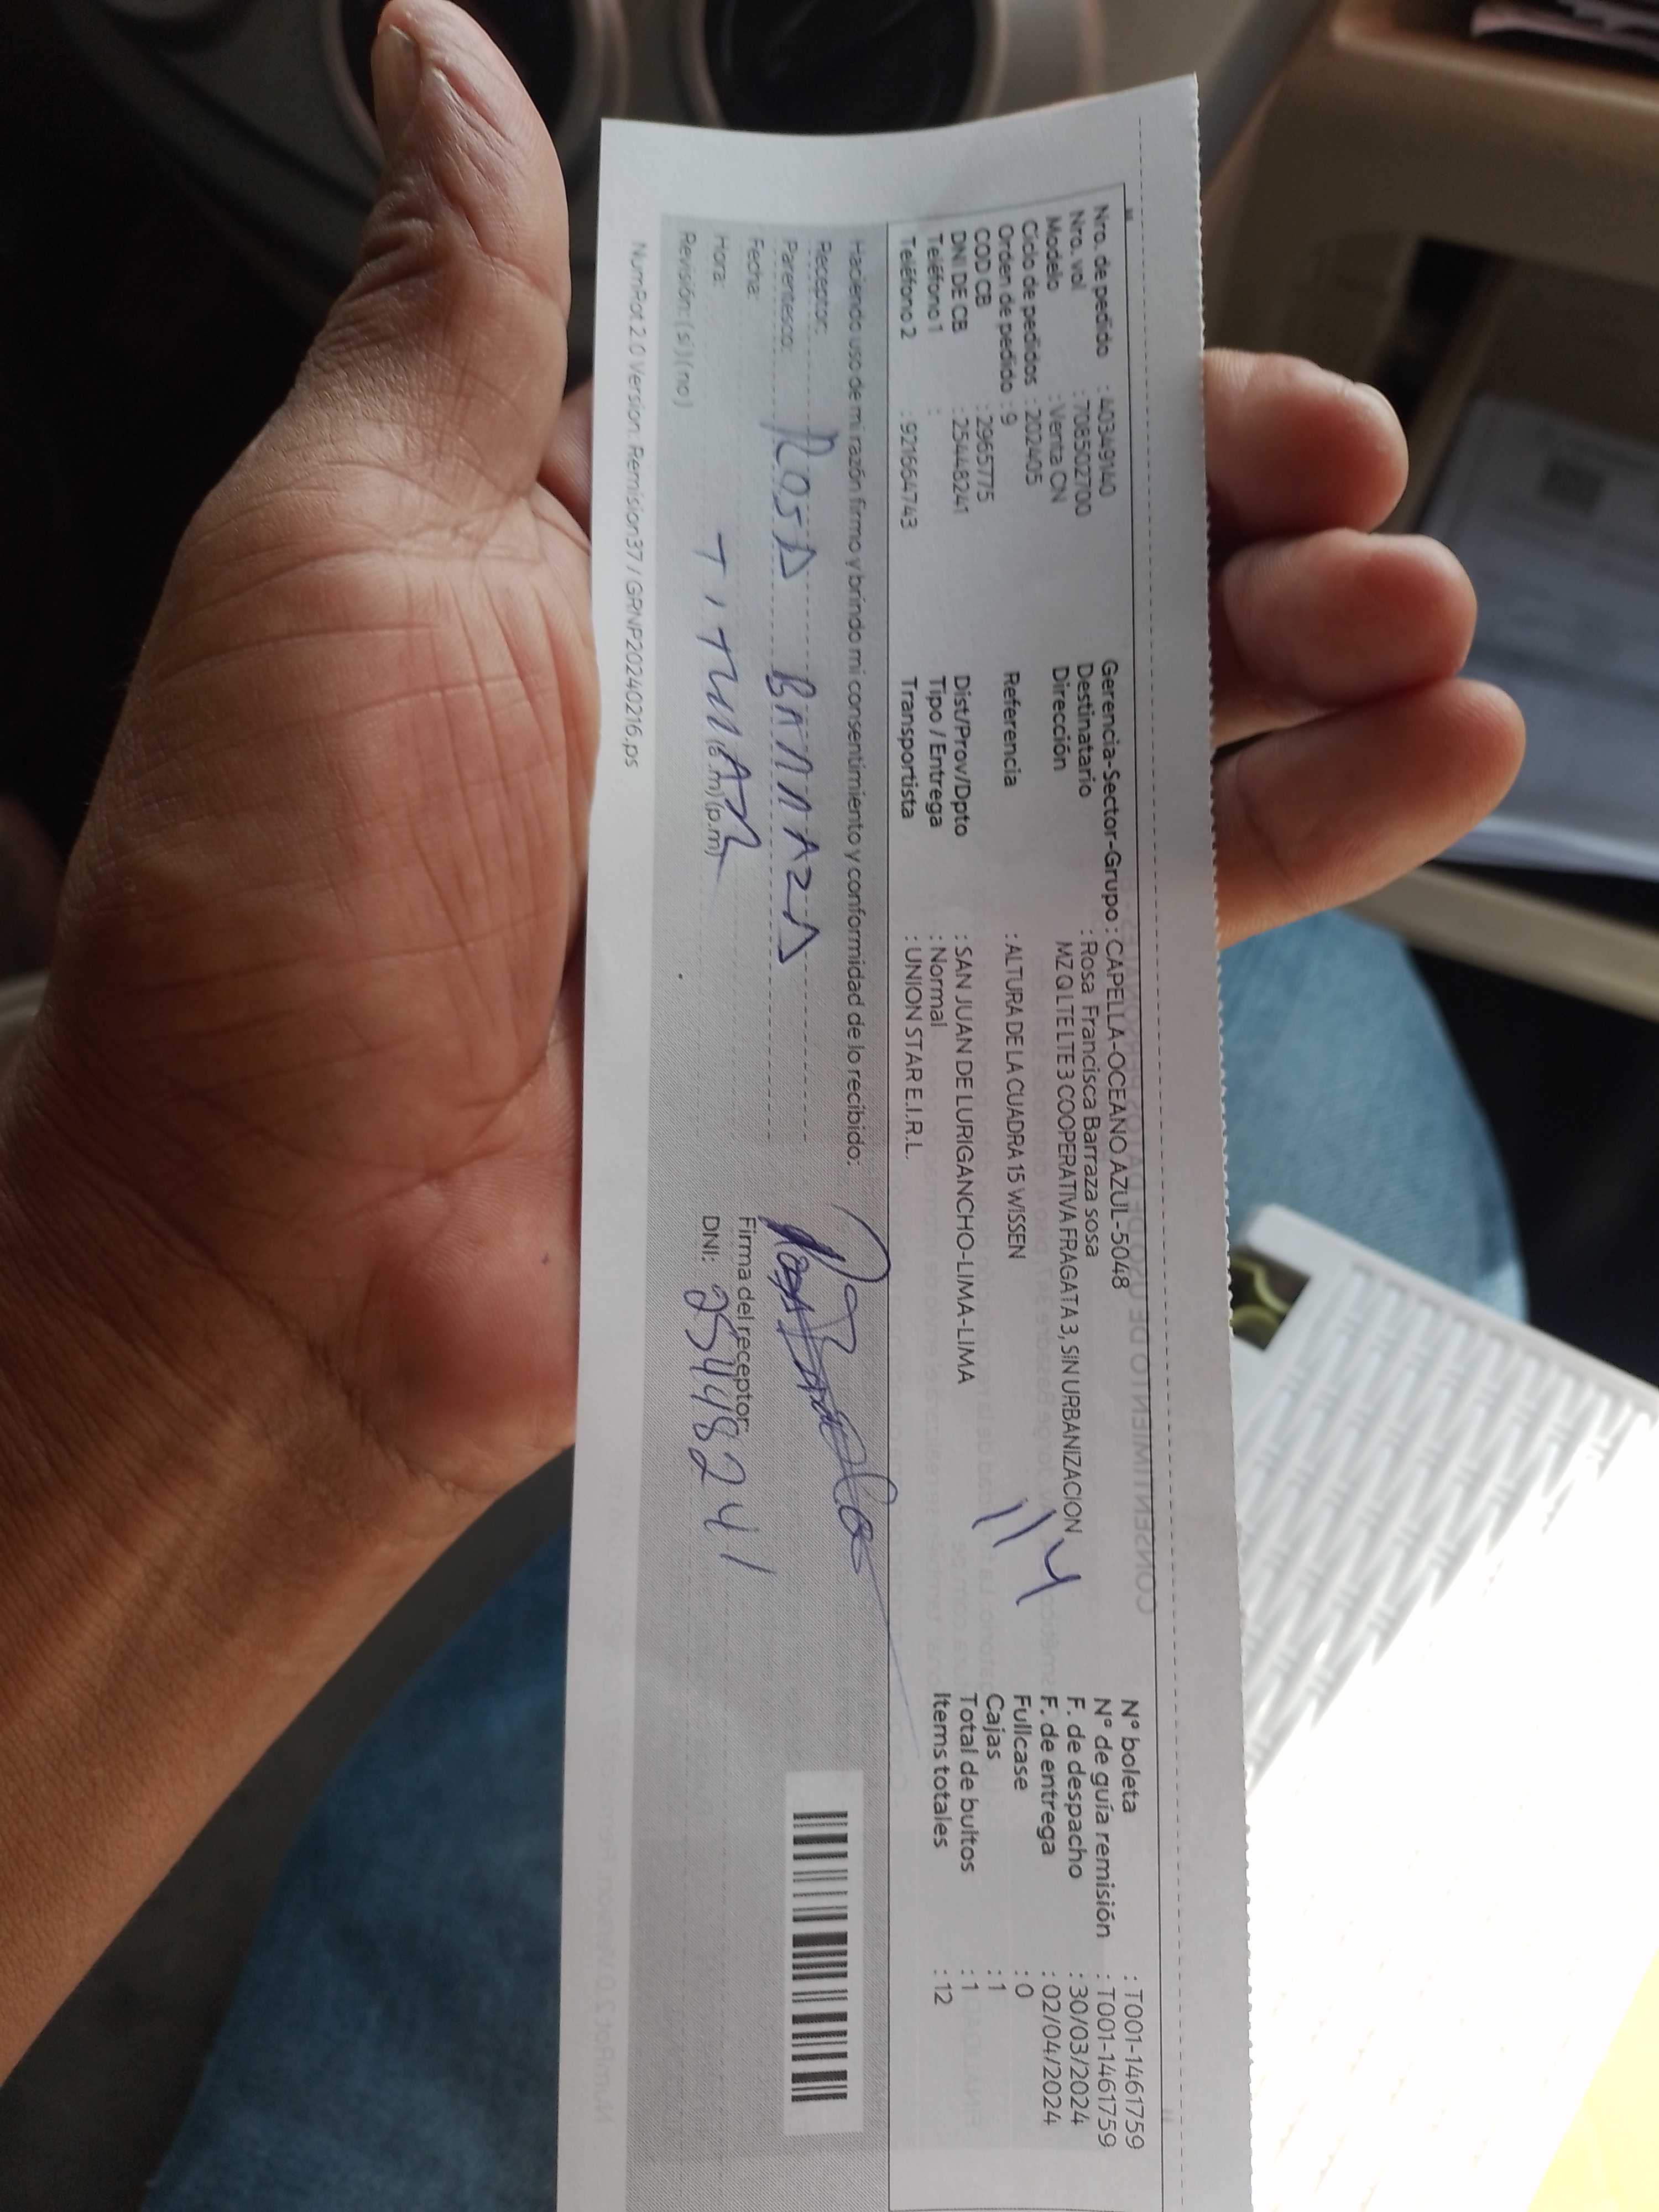 Nro. de pedido : 40349140
Nro. vol : 708502700
Modelo : Venta CN
Ciclo de pedidos : 202405
Orden de pedido : 9
COD CB : 2965775
DNI DE CB : 25448241
Teléfono 1 :
Teléfono 2 : 921664743
Gerencia-Sector-Grupo : CAPELLA-OCEANO AZUL-5048
Destinatario : Rosa Francisca Barraza sosa
Dirección MZ Q LTE LTE 3 COOPERATIVA FRAGATA 3, SIN URBANIZACION
Referencia : ALTURA DE LA CUADRA 15 WISSEN
Dist/Prov/Dpto : SAN JUAN DE LURIGANCHO-LIMA-LIMA
Tipo / Entrega : Normal
Transportista : UNION STAR E.I.R.L.
114
N° boleta : T001-1461759
N° de guía remisión : T001-1461759
F. de despacho : 30/03/2024
F. de entrega : 02/04/2024
Fullcase : 0
Cajas : 1
Total de bultos : 1
Items totales : 12
Haciendo uso de mi razón firmo y brindo mi consentimiento y conformidad de lo recibido:
Receptor: ROSA BARRAZA
Parentesco:
Fecha: TITULAR
Hora: (a.m) (p.m)
Revisión: (si) (no)
Firma del receptor:
DNI: 25448241
NumRot 2.0 Version: Remision37 / GRNP20240216.ps